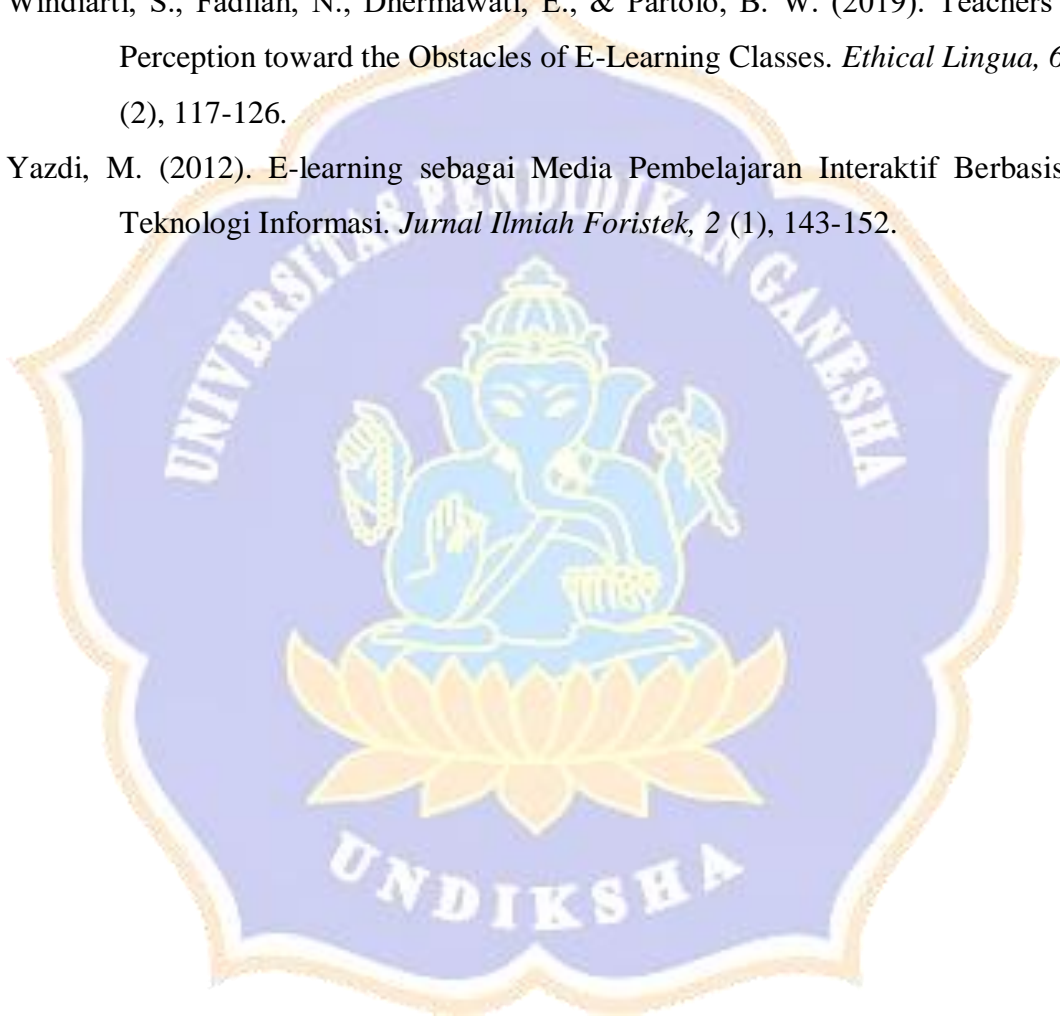 Windiarti, S., Fadilah, N., Dhermawati, E., & Partolo, B. W. (2019). Teachers
Perception toward the Obstacles of E-Learning Classes. Ethical Lingua, 6
(2), 117-126.
Yazdi, M. (2012). E-learning sebagai Media Pembelajaran Interaktif Berbasis
Teknologi Informasi. Jurnal Ilmiah Foristek, 2 (1), 143-152.
UNIVERSITAS PENDIDIKAN GANESHA
UNDIKSHA